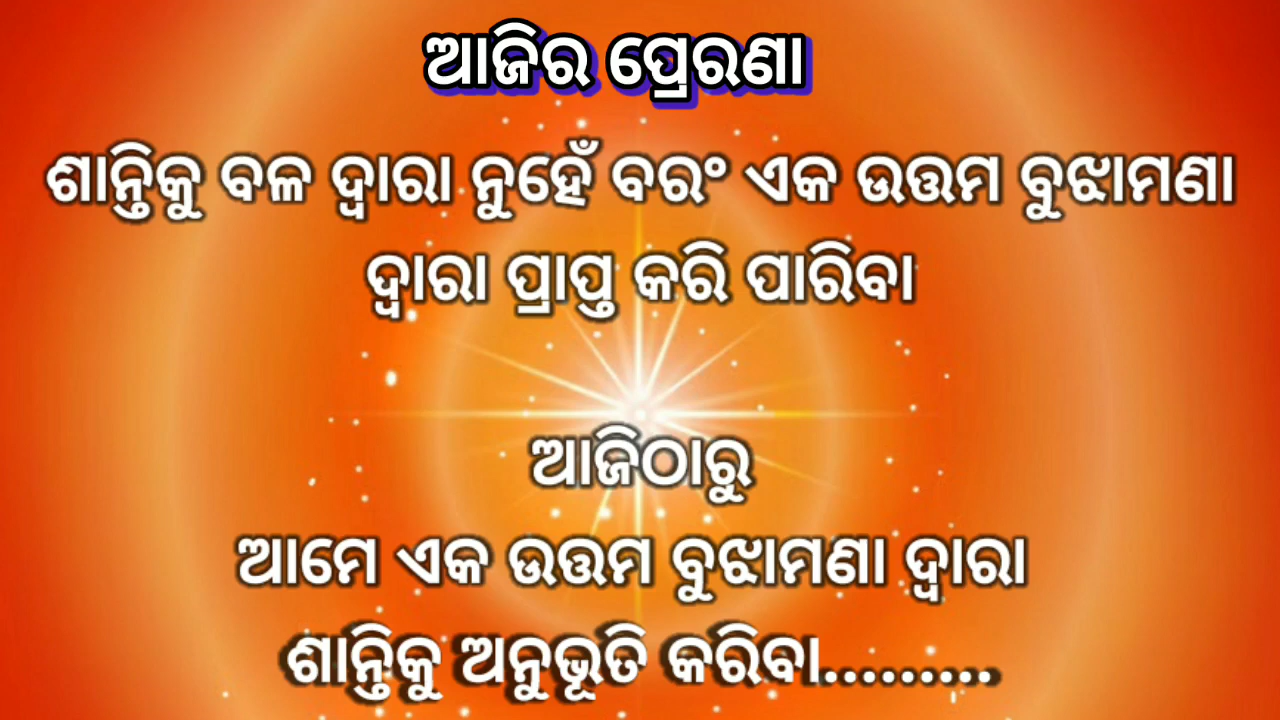 ଆଜିର ପ୍ରେରଣା
ଶାନ୍ତିକୁ ବଳ ଦ୍ୱାରା ନୁହେଁ ବରଂ ଏକ ଉତ୍ତମ ବୁଝାମଣା
ଦ୍ୱାରା ପ୍ରାପ୍ତ କରି ପାରିବା
ଆଜିଠାରୁ
ଆମେ ଏକ ଉତ୍ତମ ବୁଝାମଣା ଦ୍ୱାରା
ଶାନ୍ତିକୁ ଅନୁଭୂତି କରିବା.........